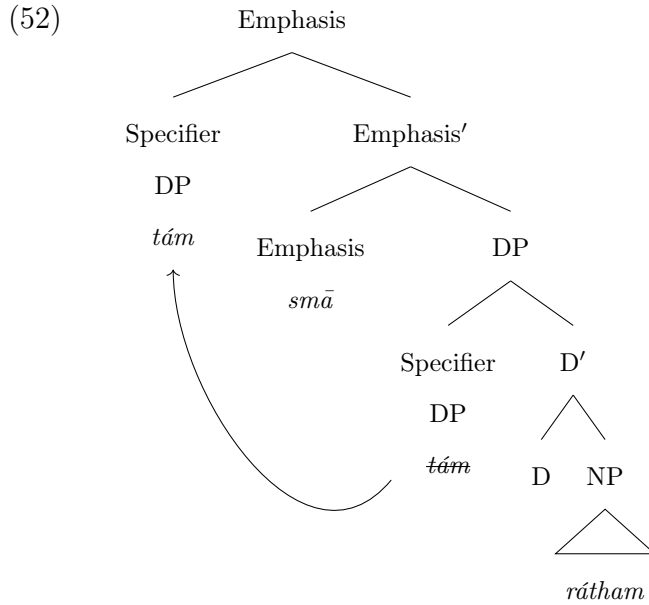 (52) Emphasis
Specifier Emphasis′
DP
tám Emphasis DP
smā
Specifier D′
DP
tám D NP
rátham